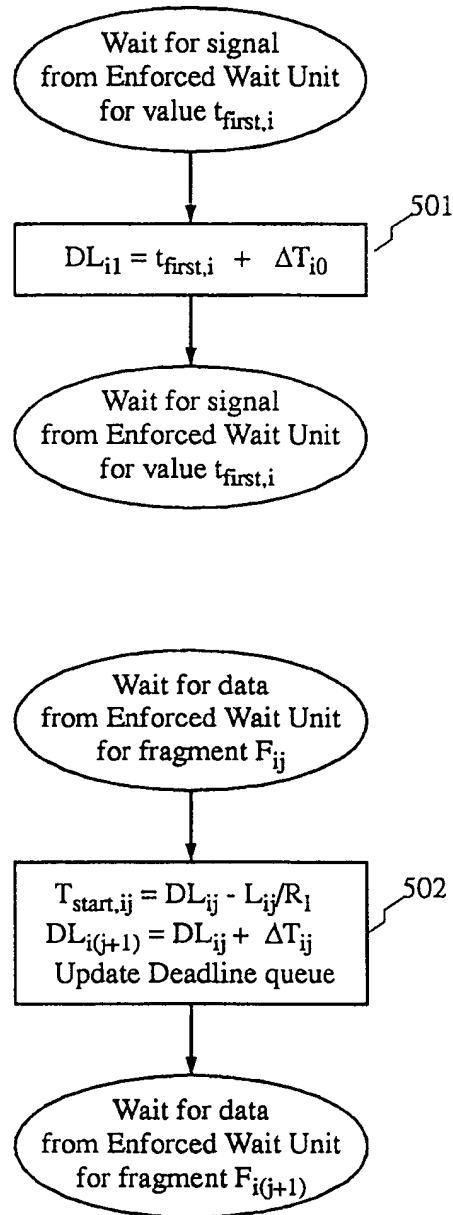 Wait for signal
from Enforced Wait Unit
for value t_first,i
501
DL_i1 = t_first,i + ΔT_i0
Wait for signal
from Enforced Wait Unit
for value t_first,i
Wait for data
from Enforced Wait Unit
for fragment F_ij
502
T_start,ij = DL_ij - L_ij/R_l
DL_i(j+1) = DL_ij + ΔT_ij
Update Deadline queue
Wait for data
from Enforced Wait Unit
for fragment F_i(j+1)